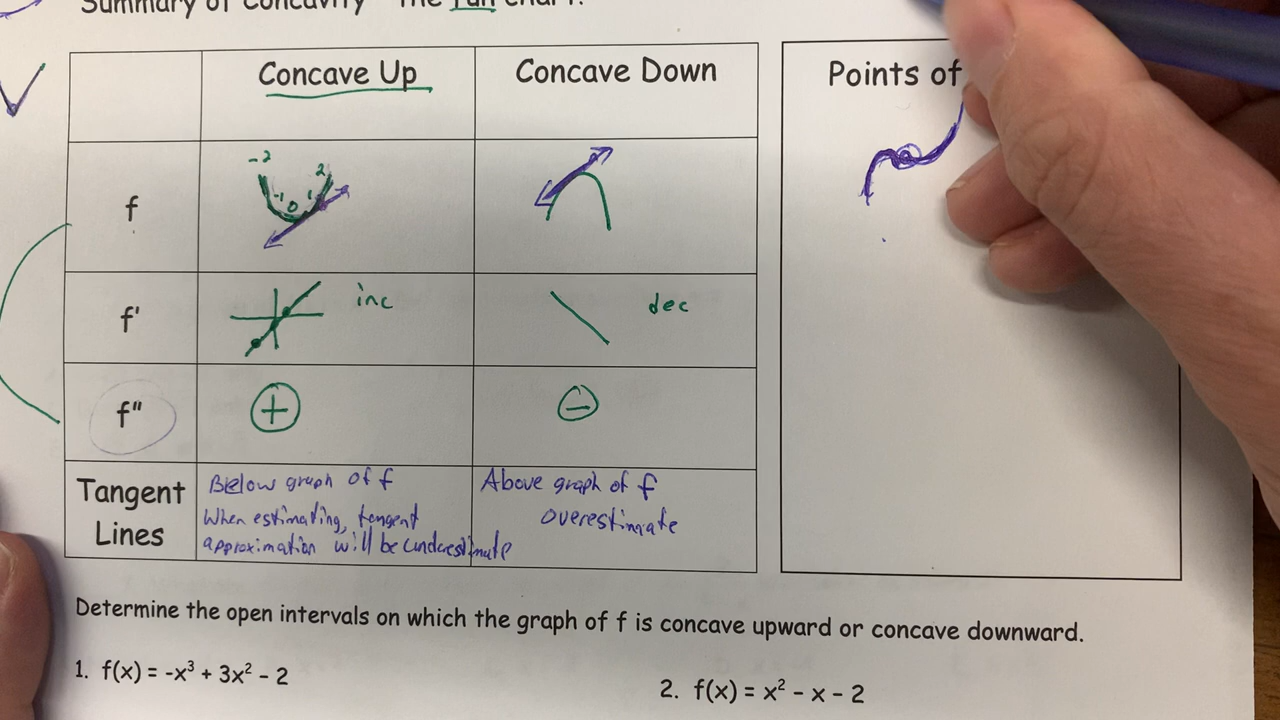 Summary of Concavity - The Fun Chart!
Concave Up
Concave Down
f
-2
2
-1
0
1
f'
inc
dec
f"
+
-
Tangent
Lines
Below graph of f
When estimating, tangent
approximation will be underestimate
Above graph of f
overestimate
Points of
Determine the open intervals on which the graph of f is concave upward or concave downward.
1. f(x) = -x³ + 3x² - 2
2. f(x) = x² - x - 2